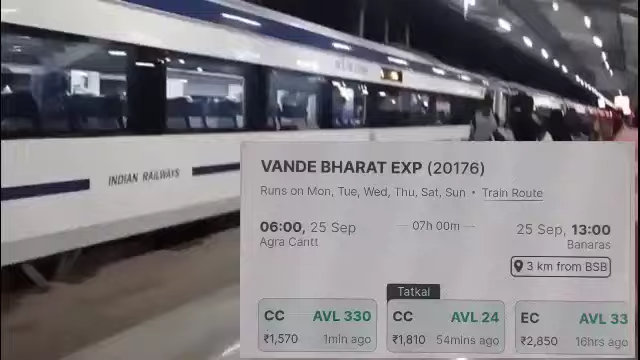 INDIAN RAILWAYS
VANDE BHARAT EXP (20176)
Runs on Mon, Tue, Wed, Thu, Sat, Sun • Train Route
06:00, 25 Sep — 07h 00m — 25 Sep, 13:00
Agra Cantt Banaras
3 km from BSB
Tatkal
CC AVL 330 CC AVL 24 EC AVL 33
₹1,570 1min ago ₹1,810 54mins ago ₹2,850 16hrs ago